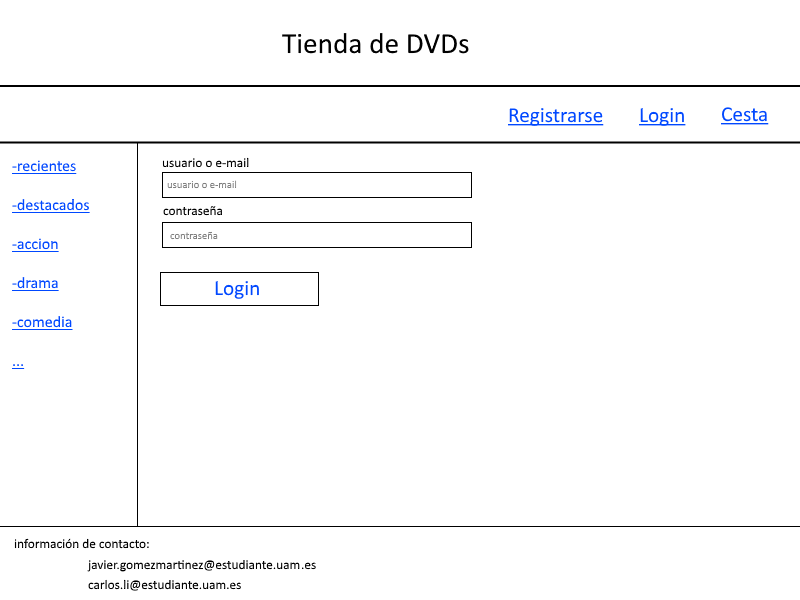 Tienda de DVDs
Registrarse Login Cesta
-recientes
-destacados
-accion
-drama
-comedia
...
usuario o e-mail
usuario o e-mail
contraseña
contraseña
Login
información de contacto:
javier.gomezmartinez@estudiante.uam.es
carlos.li@estudiante.uam.es